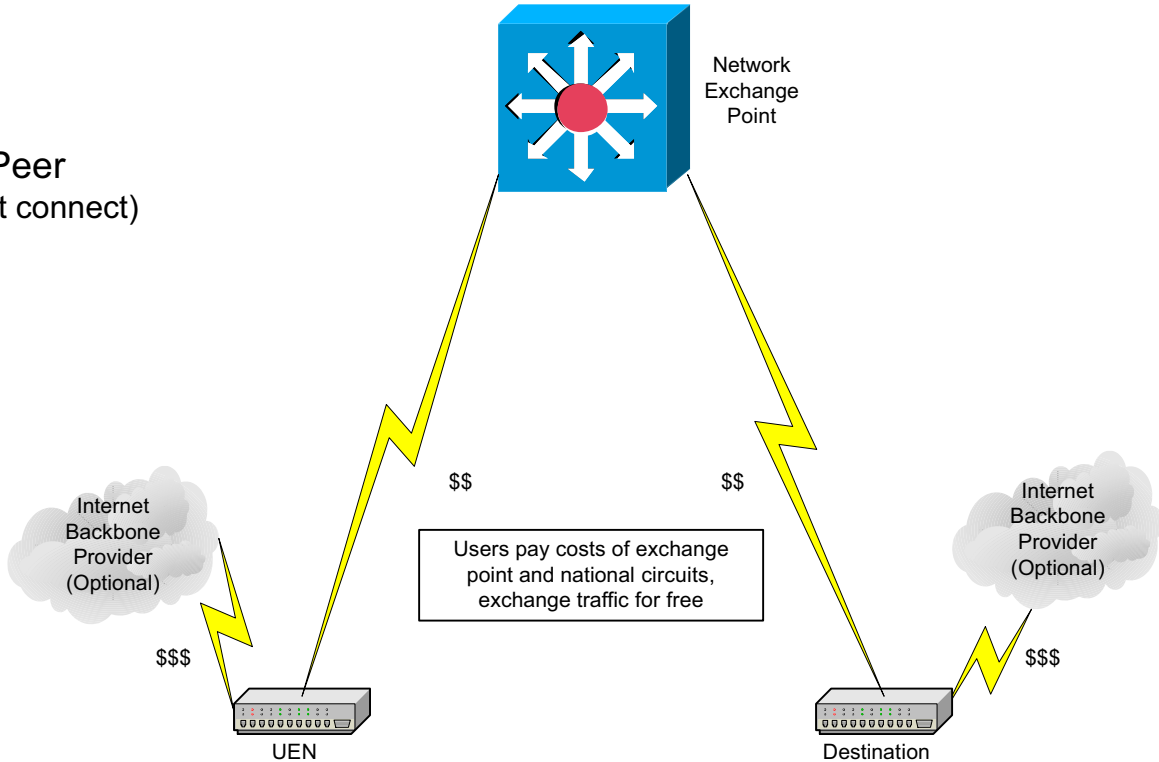 Network
Exchange
Point
Peer
t connect)
$$
$$
Internet
Backbone
Provider
(Optional)
Internet
Backbone
Provider
(Optional)
Users pay costs of exchange
point and national circuits,
exchange traffic for free
$$$
$$$
UEN
Destination